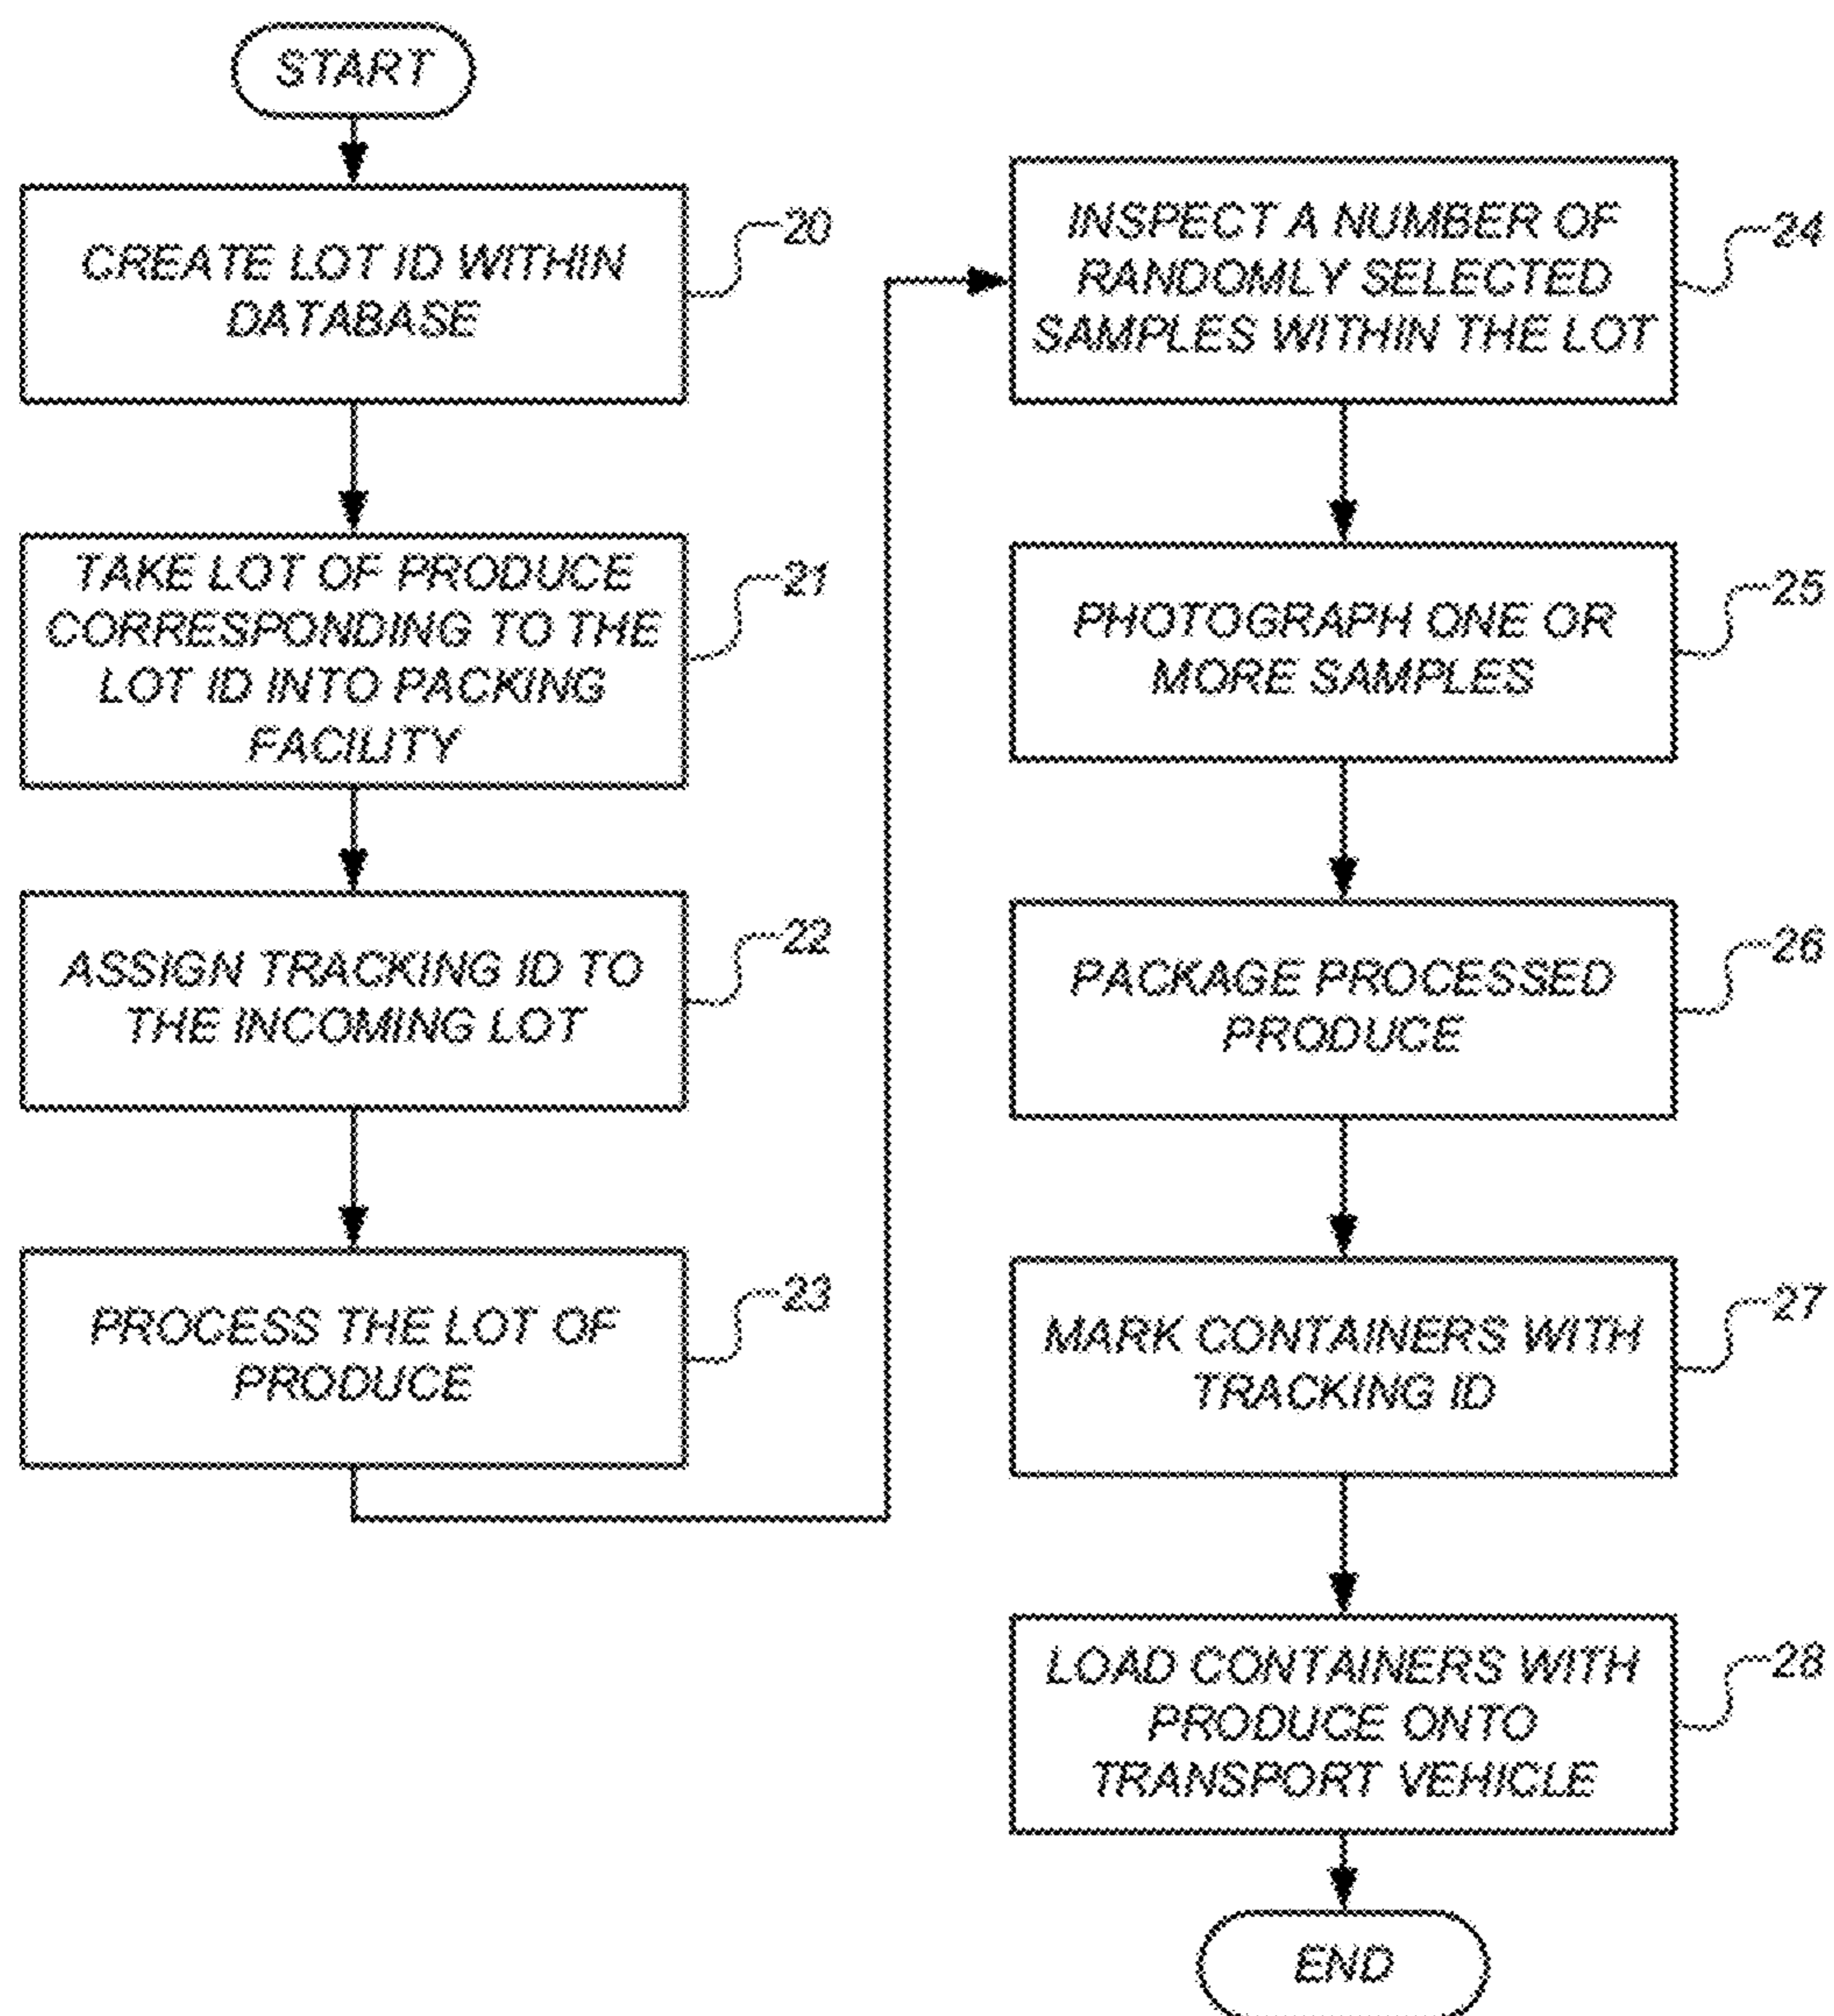 START
CREATE LOT ID WITHIN
DATABASE
20
TAKE LOT OF PRODUCE
CORRESPONDING TO THE
LOT ID INTO PACKING
FACILITY
21
ASSIGN TRACKING ID TO
THE INCOMING LOT
22
PROCESS THE LOT OF
PRODUCE
23
INSPECT A NUMBER OF
RANDOMLY SELECTED
SAMPLES WITHIN THE LOT
24
PHOTOGRAPH ONE OR
MORE SAMPLES
25
PACKAGE PROCESSED
PRODUCE
26
MARK CONTAINERS WITH
TRACKING ID
27
LOAD CONTAINERS WITH
PRODUCE ONTO
TRANSPORT VEHICLE
28
END